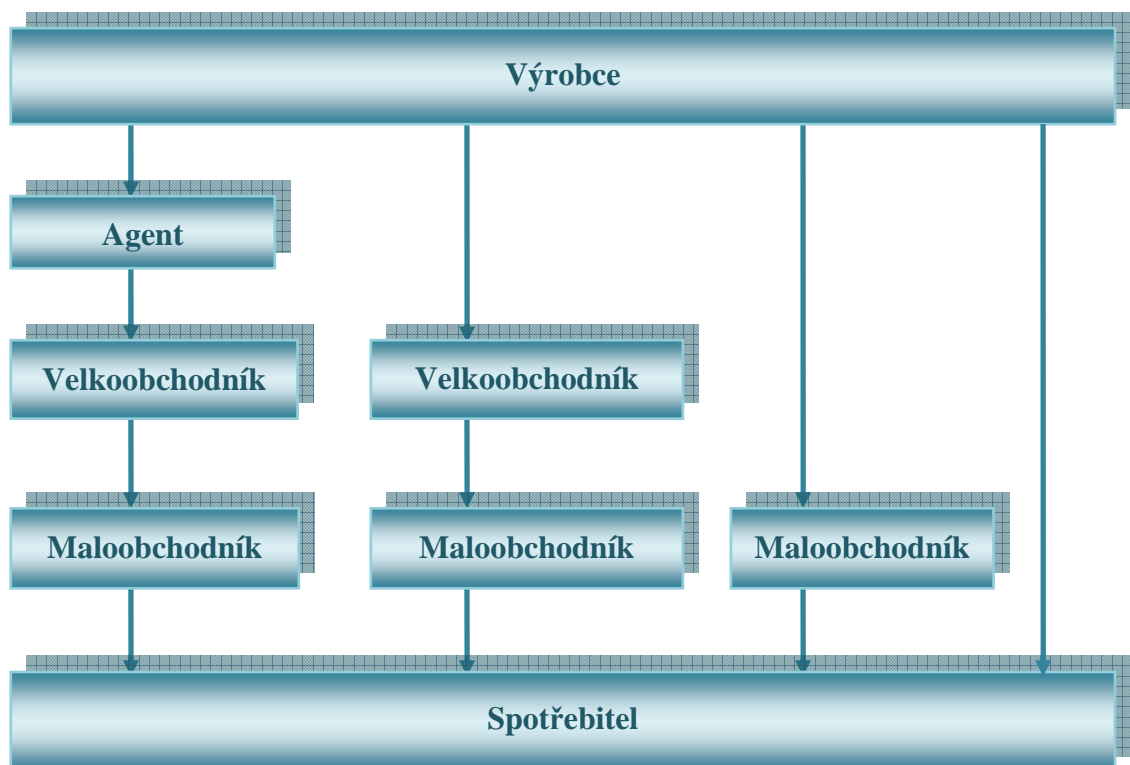 Výrobce
Agent
Velkoobchodník
Velkoobchodník
Maloobchodník
Maloobchodník
Maloobchodník
Spotřebitel